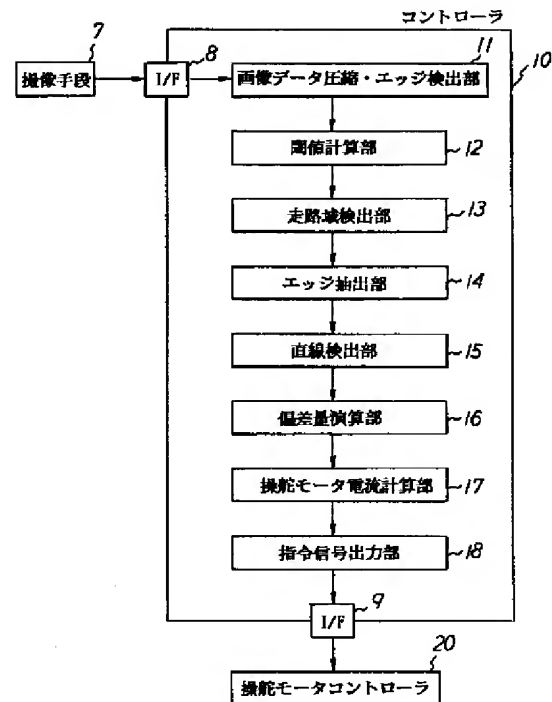 コントローラ
7
8
11
10
撮像手段
I/F
画像データ圧縮・エッジ検出部
閾値計算部
12
走路域検出部
13
エッジ抽出部
14
直線検出部
15
偏差量演算部
16
操舵モータ電流計算部
17
指令信号出力部
18
9
I/F
20
操舵モータコントローラ